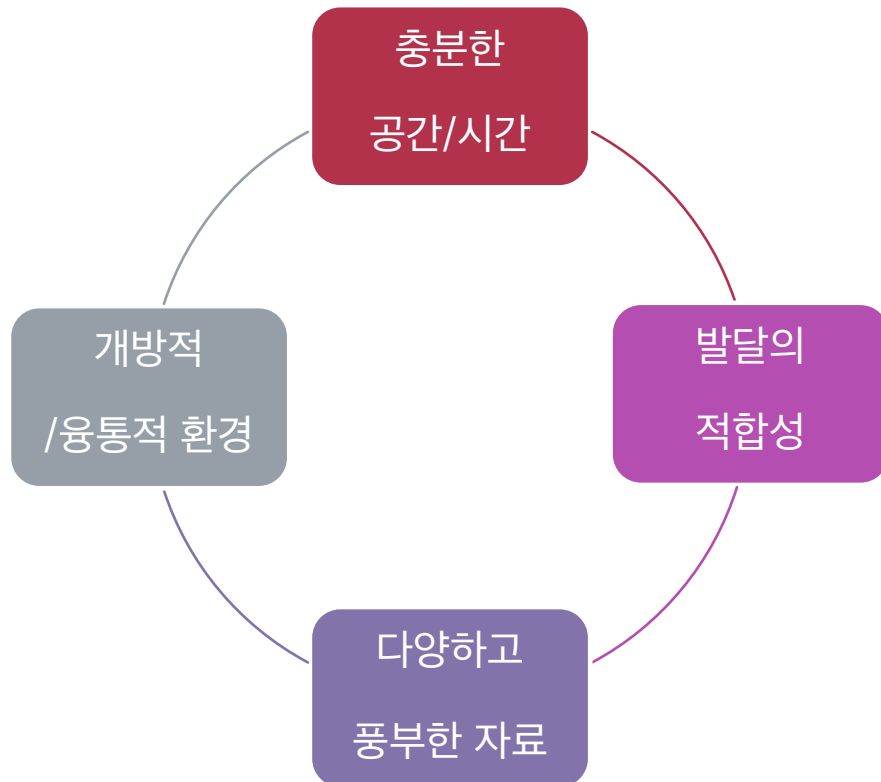 충분한
공간/시간
개방적
/융통적 환경
발달의
적합성
다양하고
풍부한 자료